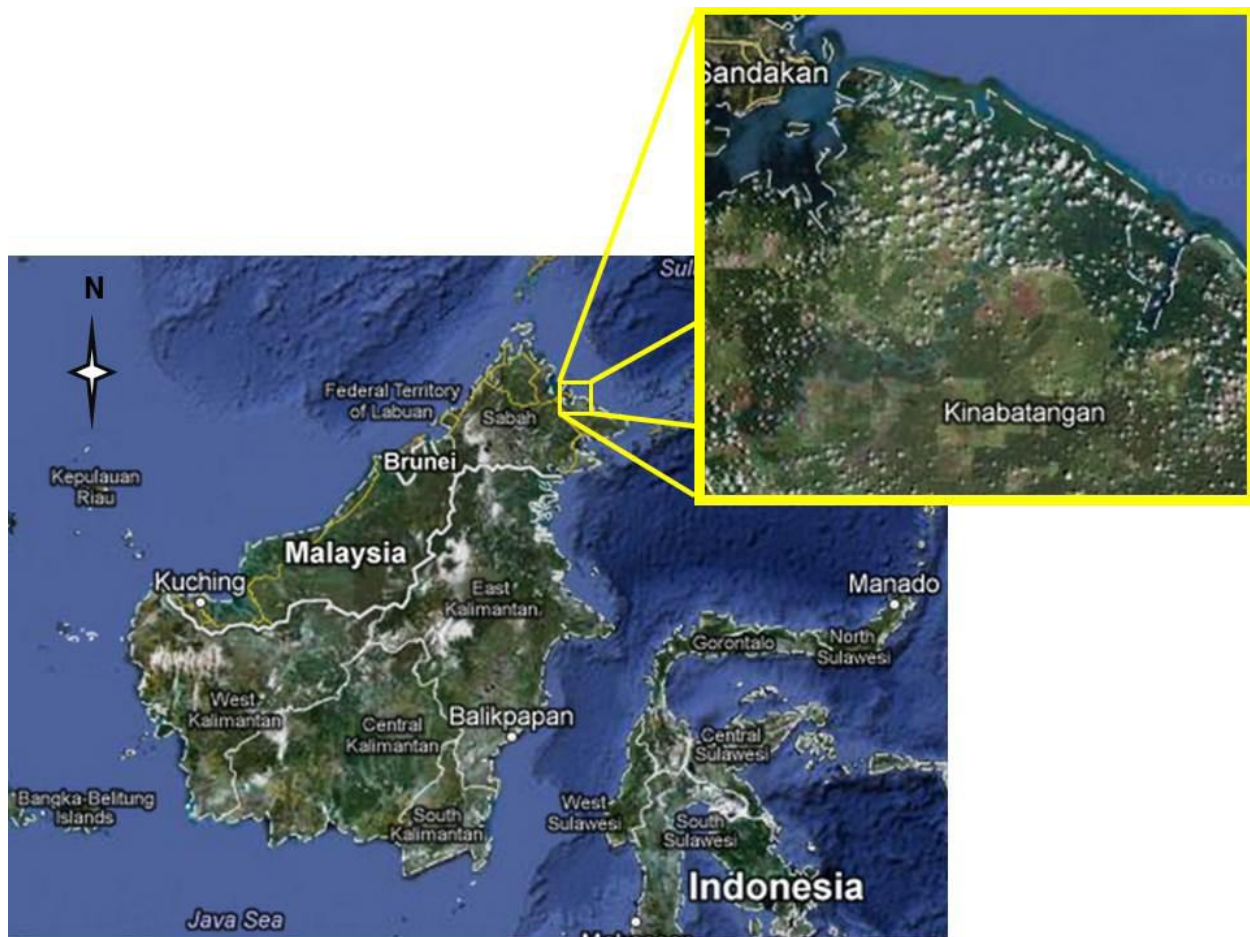 Sandakan
Kinabatangan
N
Federal Territory
of Labuan
Sabah
Brunei
Kepulauan
Riau
Malaysia
Kuching
East
Kalimantan
Manado
Gorontalo
North
Sulawesi
West
Kalimantan
Central
Kalimantan
Balikpapan
Central
Sulawesi
Bangka-Belitung
Islands
South
Kalimantan
West
Sulawesi
South
Sulawesi
Indonesia
Java Sea